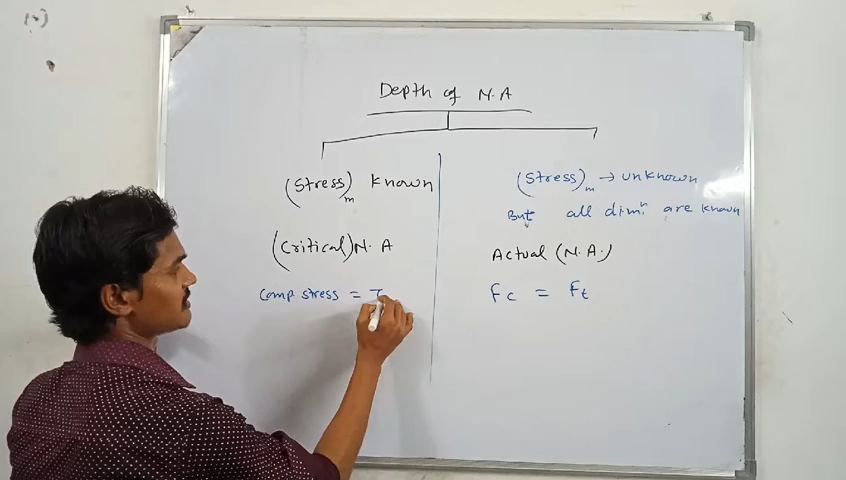 Depth of N.A
(Stress)m known
(Critical) N.A
Comp stress = T
(Stress)m → unknown
But all dimⁿ are known
Actual (N.A.)
Fc = Ft